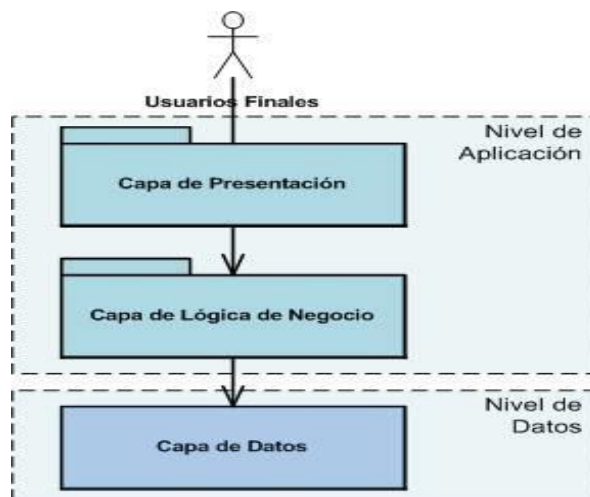 Usuarios Finales
Nivel de
Aplicación
Capa de Presentación
Capa de Lógica de Negocio
Nivel de
Datos
Capa de Datos